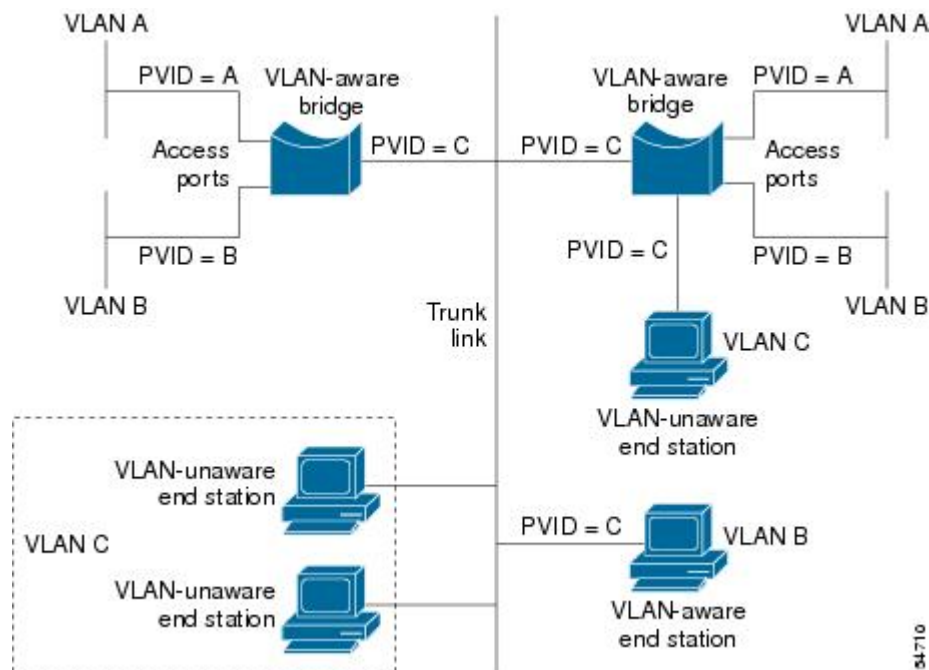 VLAN A
VLAN A
PVID = A
VLAN-aware
bridge
VLAN-aware
bridge
PVID = A
Access
ports
PVID = C
PVID = C
Access
ports
PVID = B
PVID = C
PVID = B
VLAN B
VLAN B
Trunk
link
VLAN C
VLAN-unaware
end station
VLAN-unaware
end station
PVID = C
VLAN B
VLAN C
VLAN-unaware
end station
VLAN-aware
end station
54710